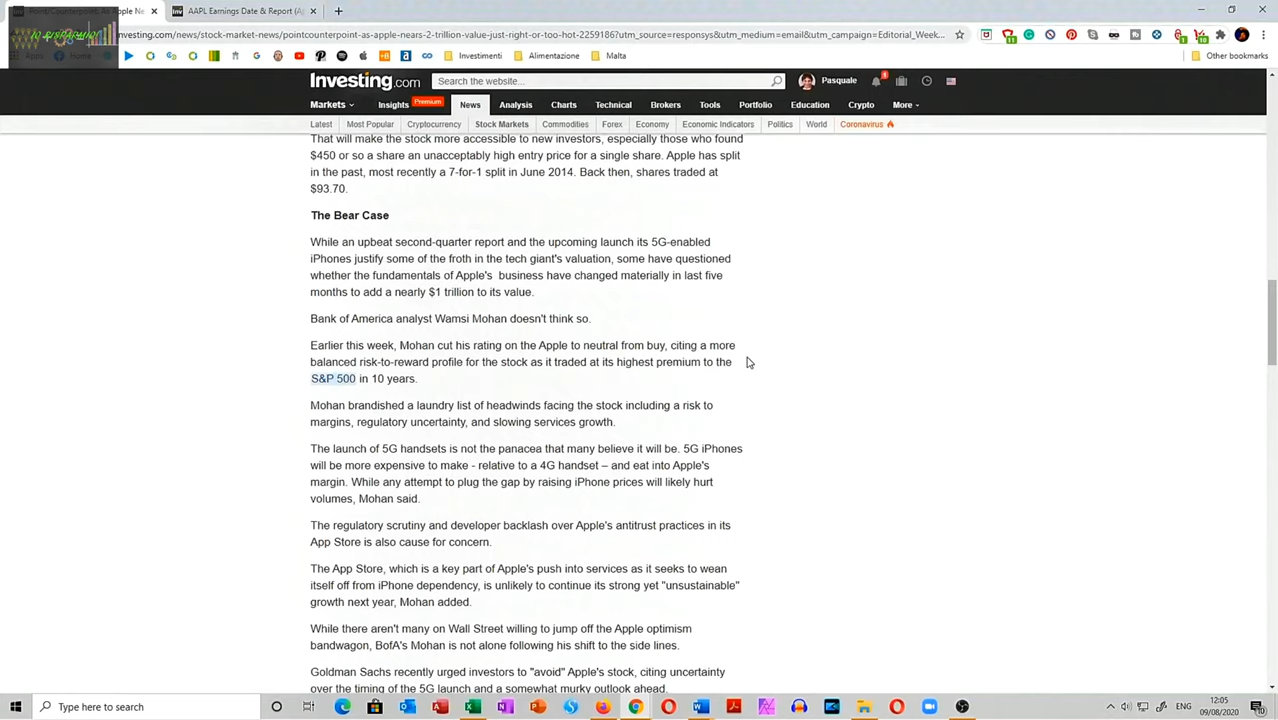 AAPL Earnings Date & Report (A
investing.com/news/stock-market-news/pointcounterpoint-as-apple-nears-2-trillion-value-just-right-or-too-hot-2259186?utm_source=responsys&utm_medium=email&utm_campaign=Editorial_Week...
Investimenti Alimentazione Malta Other bookmarks
Investing.com Search the website... Pasquale
Markets Insights Premium News Analysis Charts Technical Brokers Tools Portfolio Education Crypto More
Latest Most Popular Cryptocurrency Stock Markets Commodities Forex Economy Economic Indicators Politics World Coronavirus
That will make the stock more accessible to new investors, especially those who found
$450 or so a share an unacceptably high entry price for a single share. Apple has split
in the past, most recently a 7-for-1 split in June 2014. Back then, shares traded at
$93.70.
The Bear Case
While an upbeat second-quarter report and the upcoming launch its 5G-enabled
iPhones justify some of the froth in the tech giant's valuation, some have questioned
whether the fundamentals of Apple's business have changed materially in last five
months to add a nearly $1 trillion to its value.
Bank of America analyst Wamsi Mohan doesn't think so.
Earlier this week, Mohan cut his rating on the Apple to neutral from buy, citing a more
balanced risk-to-reward profile for the stock as it traded at its highest premium to the
S&P 500 in 10 years.
Mohan brandished a laundry list of headwinds facing the stock including a risk to
margins, regulatory uncertainty, and slowing services growth.
The launch of 5G handsets is not the panacea that many believe it will be. 5G iPhones
will be more expensive to make - relative to a 4G handset – and eat into Apple's
margin. While any attempt to plug the gap by raising iPhone prices will likely hurt
volumes, Mohan said.
The regulatory scrutiny and developer backlash over Apple's antitrust practices in its
App Store is also cause for concern.
The App Store, which is a key part of Apple's push into services as it seeks to wean
itself off from iPhone dependency, is unlikely to continue its strong yet "unsustainable"
growth next year, Mohan added.
While there aren't many on Wall Street willing to jump off the Apple optimism
bandwagon, BofA's Mohan is not alone following his shift to the side lines.
Goldman Sachs recently urged investors to "avoid" Apple's stock, citing uncertainty
over the timing of the 5G launch and a somewhat murky outlook ahead.
Type here to search ENG 12:05
09/08/2020